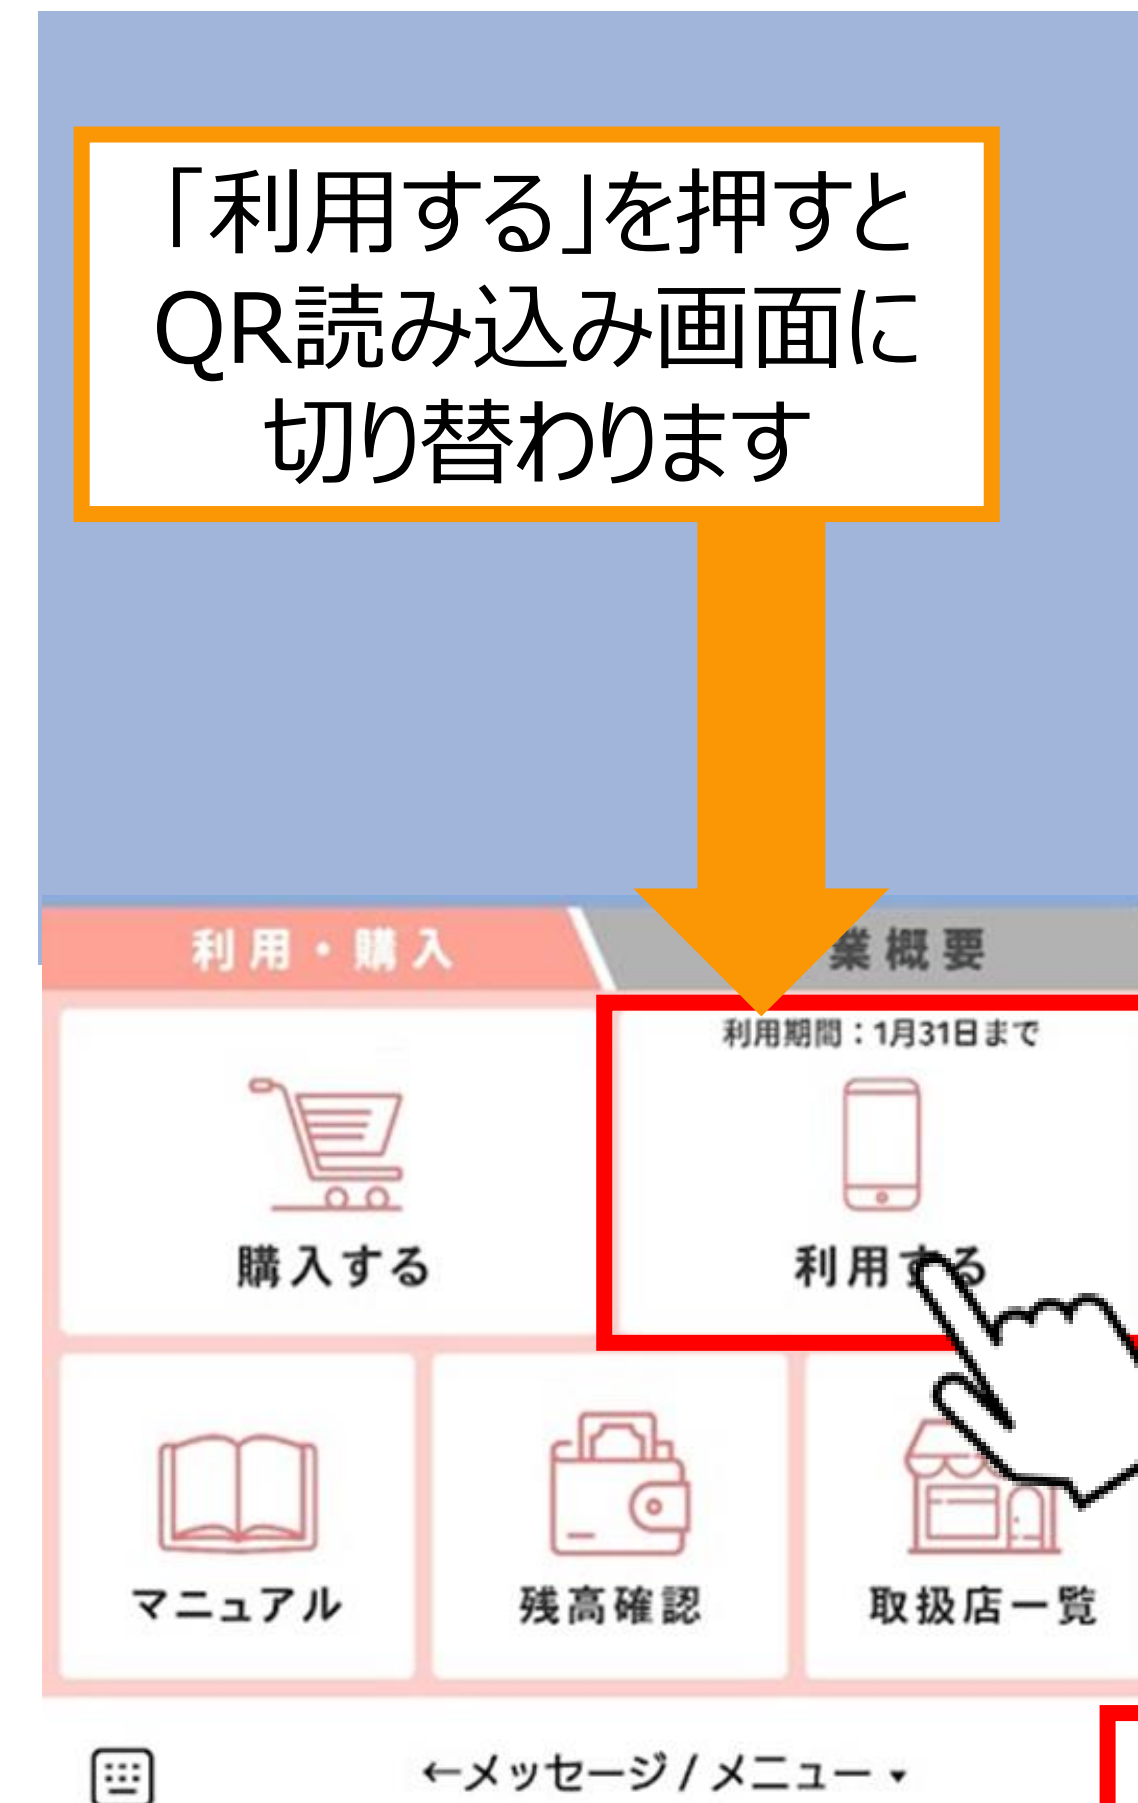 「利用する」を押すと
QR読み込み画面に
切り替わります
利用・購入
業概要
利用期間：1月31日まで
購入する
利用する
マニュアル
残高確認
取扱店一覧
←メッセージ / メニュー ▾